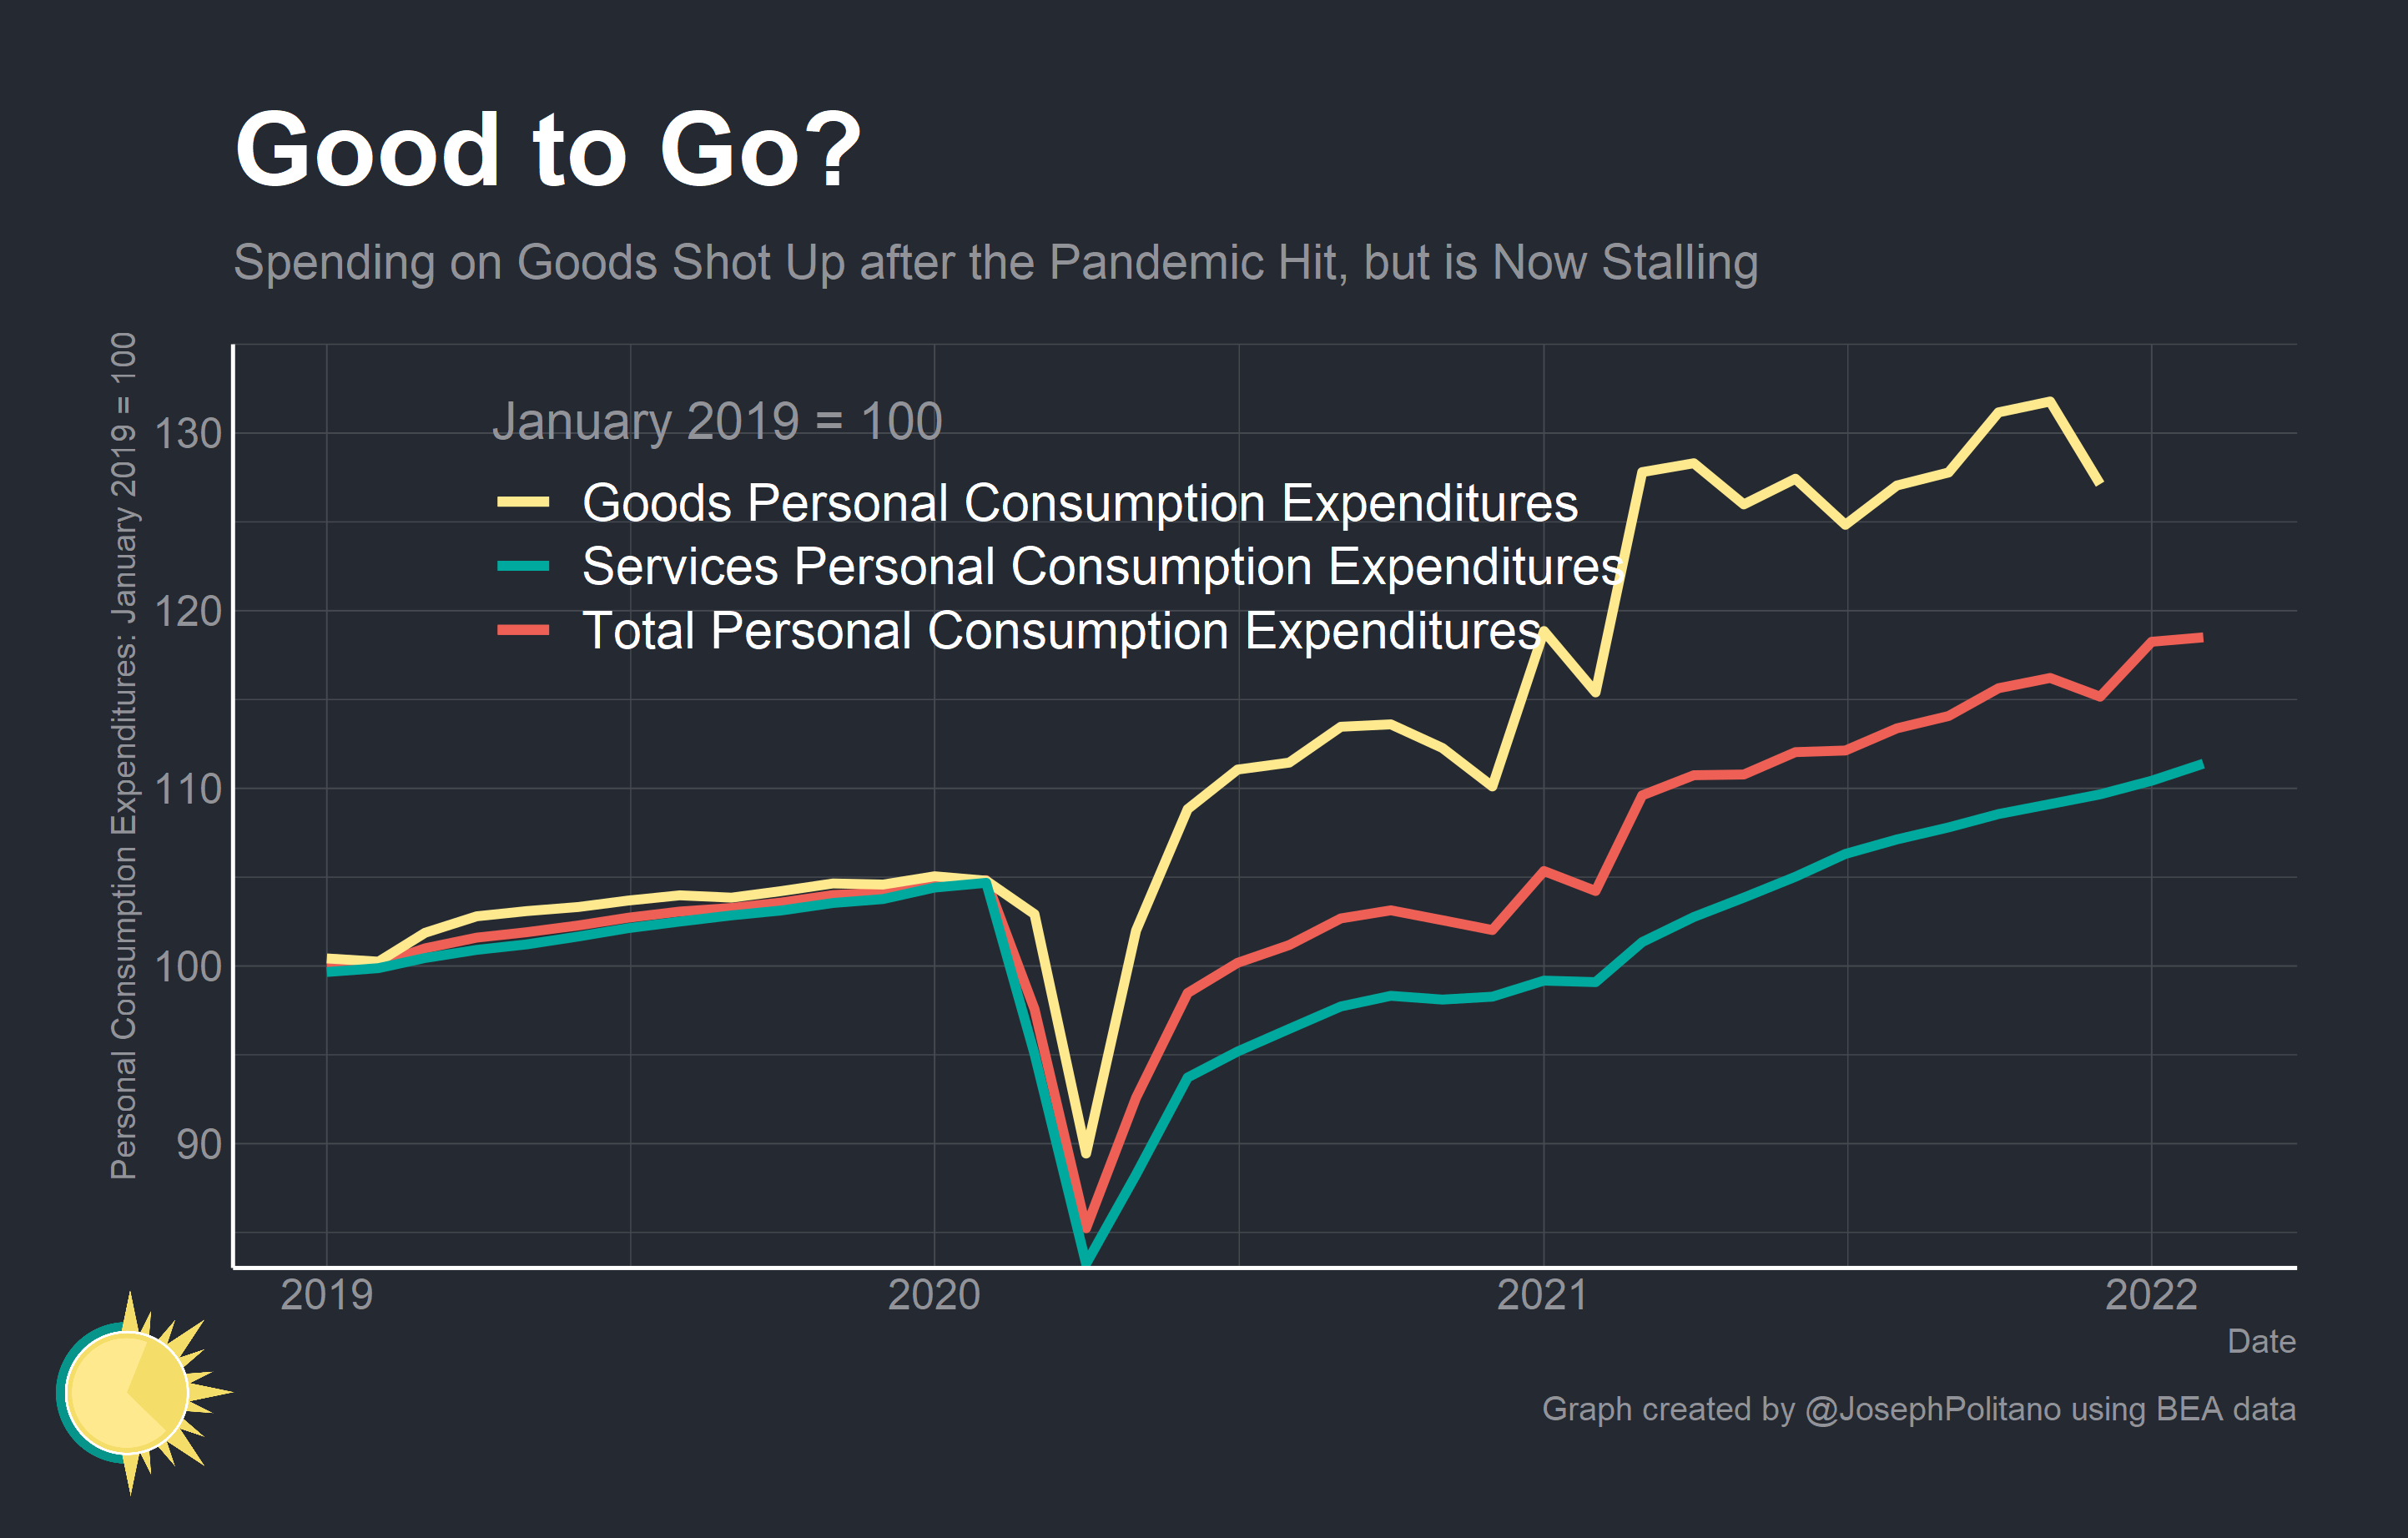 Good to Go?
Spending on Goods Shot Up after the Pandemic Hit, but is Now Stalling
Personal Consumption Expenditures: January 2019 = 100
January 2019 = 100
Goods Personal Consumption Expenditures
Services Personal Consumption Expenditures
Total Personal Consumption Expenditures
130
120
110
100
90
2019 2020 2021 2022
Date
Graph created by @JosephPolitano using BEA data